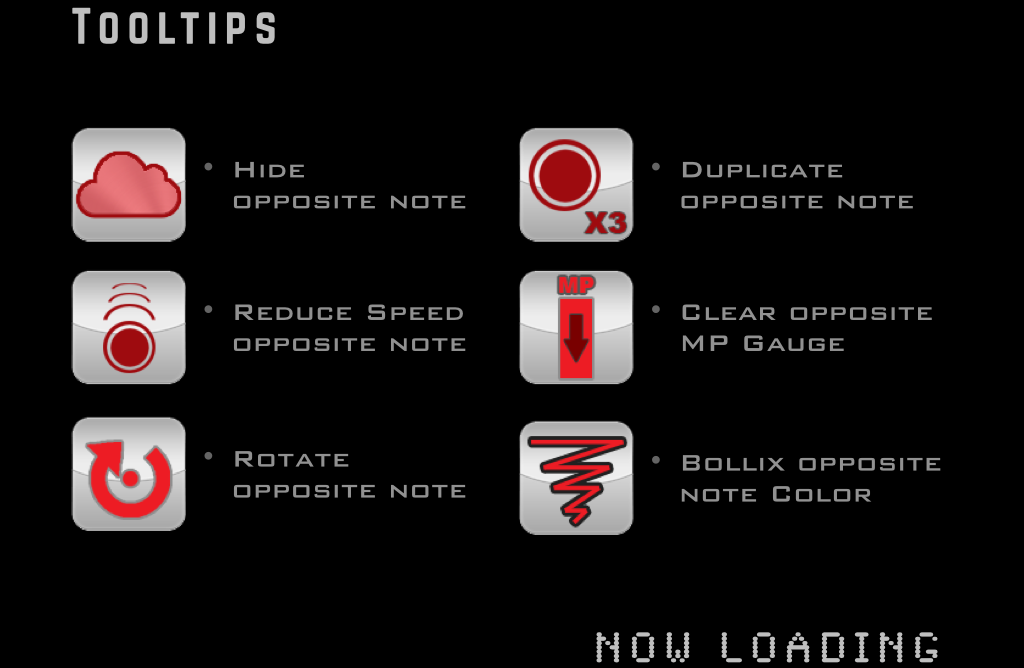 Tooltips
• Hide
opposite note
• Duplicate
opposite note
X3
• Reduce Speed
opposite note
MP
• Clear opposite
MP Gauge
• Rotate
opposite note
• Bollix opposite
note Color
NOW LOADING